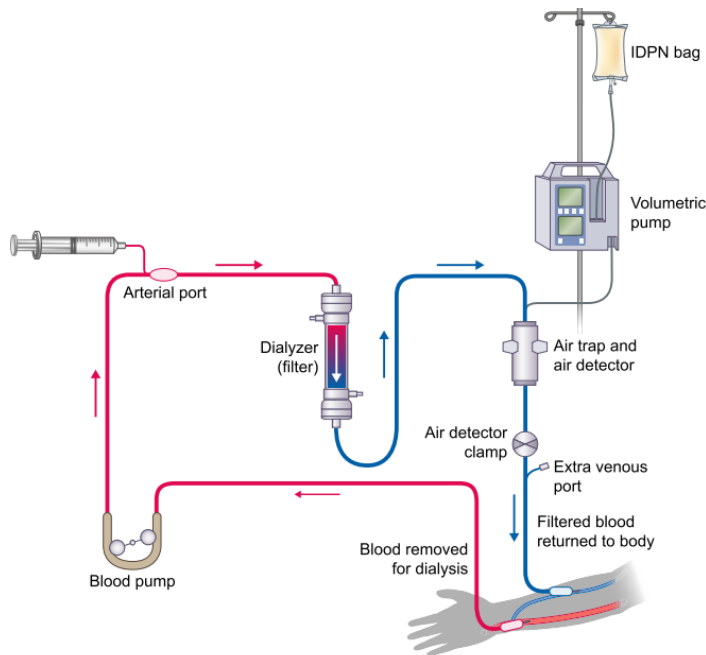 IDPN bag
Volumetric
pump
Arterial port
Dialyzer
(filter)
Air trap and
air detector
Air detector
clamp
Extra venous
port
Filtered blood
returned to body
Blood removed
for dialysis
Blood pump